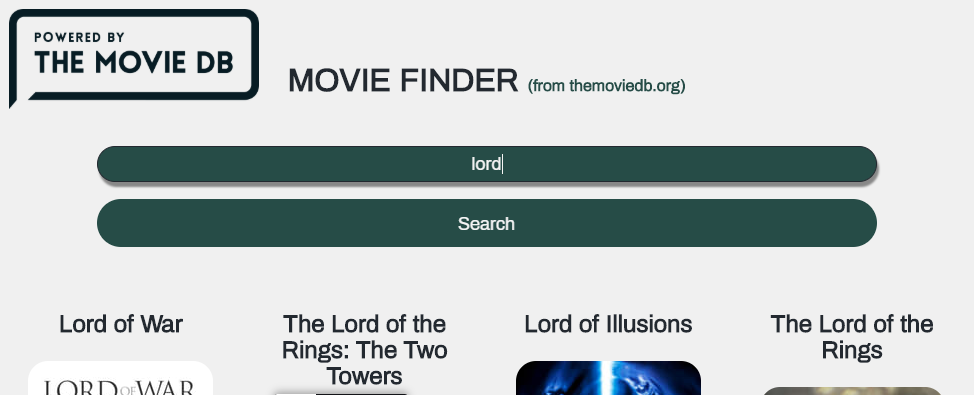 POWERED BY
THE MOVIE DB
MOVIE FINDER (from themoviedb.org)
lord
Search
Lord of War
The Lord of the
Rings: The Two
Towers
Lord of Illusions
The Lord of the
Rings
LORD OF WAR